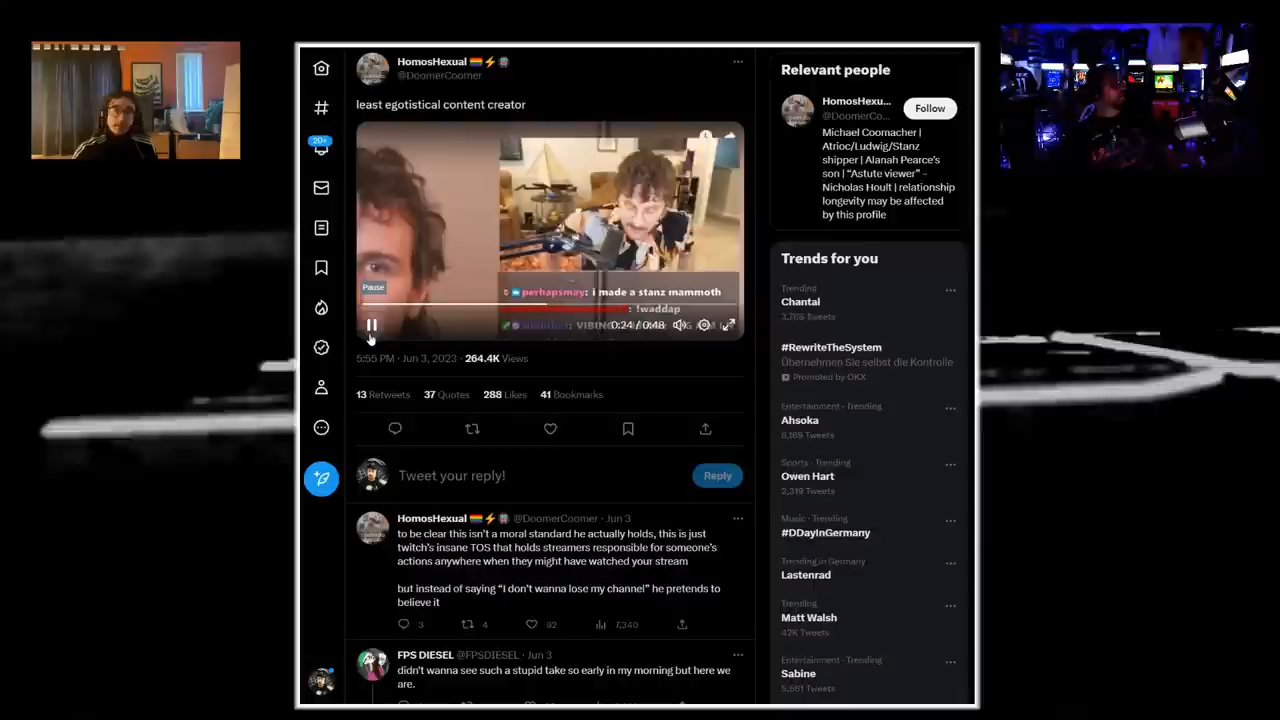 HomosHexual
@DoomerCoomer
least egotistical content creator
perhapsmay: i made a stanz mammoth
: !waddap
Pause
0:24 / 0:48
5:55 PM · Jun 3, 2023 · 264.4K Views
13 Retweets 37 Quotes 288 Likes 41 Bookmarks
20+
Tweet your reply!
Reply
HomosHexual @DoomerCoomer · Jun 3
to be clear this isn't a moral standard he actually holds, this is just
twitch's insane TOS that holds streamers responsible for someone's
actions anywhere when they might have watched your stream
but instead of saying "I don't wanna lose my channel" he pretends to
believe it
3 4 92 7,340
FPS DIESEL @FPSDIESEL · Jun 3
didn't wanna see such a stupid take so early in my morning but here we
are.
Relevant people
HomosHexu...
@DoomerCo...
Follow
Michael Coomacher |
Atrioc/Ludwig/Stanz
shipper | Alanah Pearce's
son | "Astute viewer" -
Nicholas Hoult | relationship
longevity may be affected
by this profile
Trends for you
Trending
Chantal
#RewriteTheSystem
Übernehmen Sie selbst die Kontrolle
Promoted by OKX
Entertainment · Trending
Ahsoka
6,169 Tweets
Sports · Trending
Owen Hart
2,319 Tweets
Music · Trending
#DDayInGermany
Trending in Germany
Lastenrad
Trending
Matt Walsh
42K Tweets
Entertainment · Trending
Sabine
5,561 Tweets